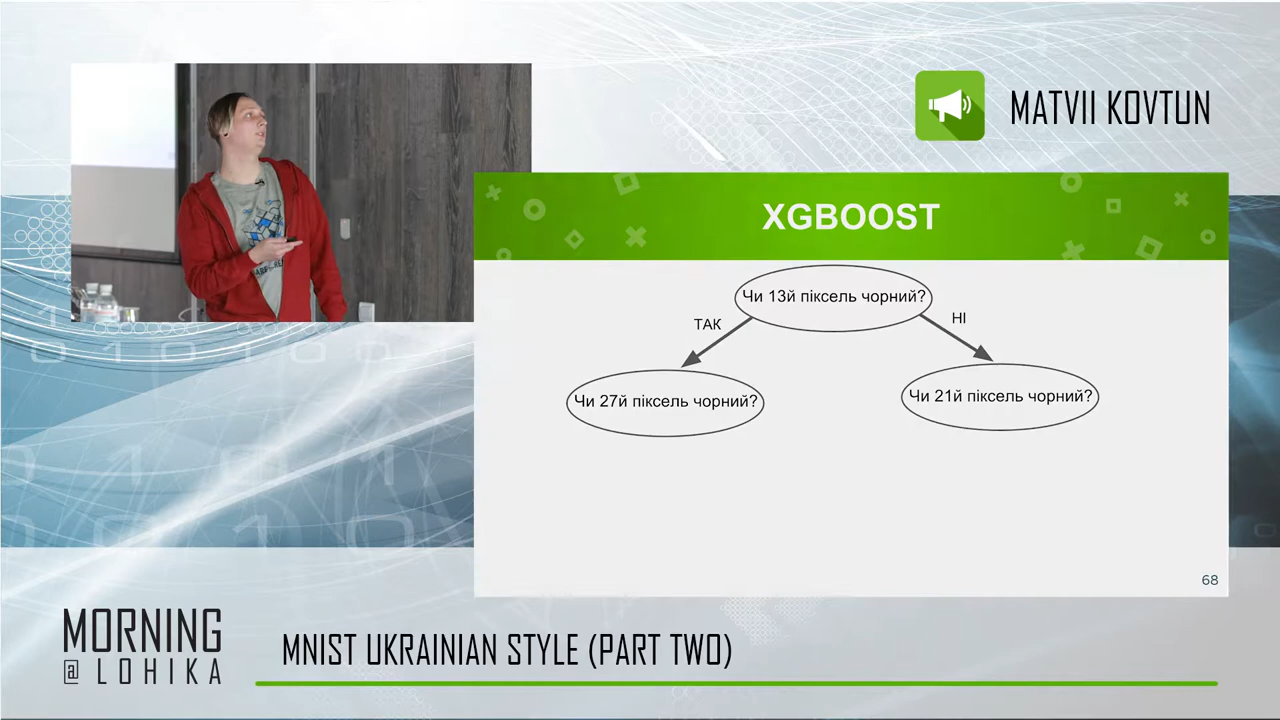 MATVII KOVTUN
XGBOOST
Чи 13й піксель чорний?
ТАК
НІ
Чи 27й піксель чорний?
Чи 21й піксель чорний?
68
MORNING
@ LOHIKA
MNIST UKRAINIAN STYLE (PART TWO)